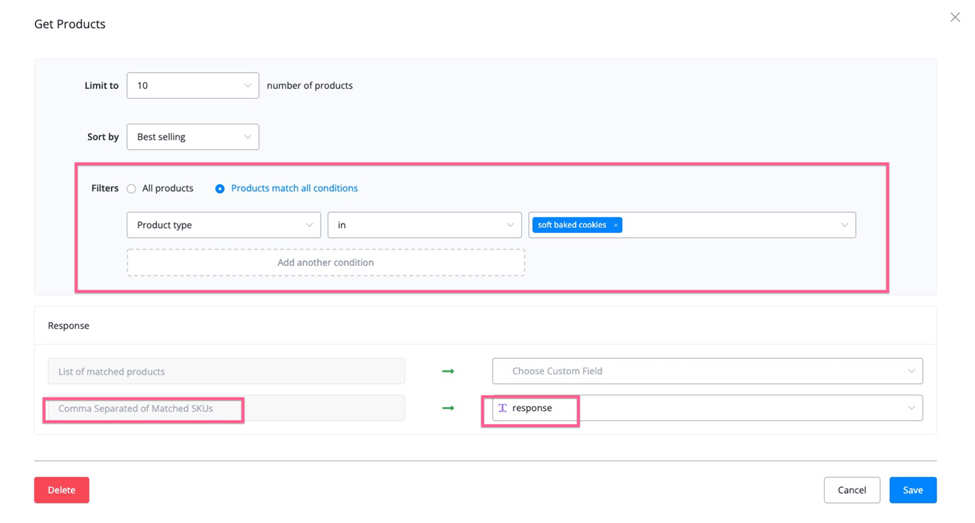 Get Products
Limit to 10 number of products
Sort by Best selling
Filters All products Products match all conditions
Product type in soft baked cookies ×
Add another condition
Response
List of matched products Choose Custom Field
Comma Separated of Matched SKUs response
Delete Cancel Save